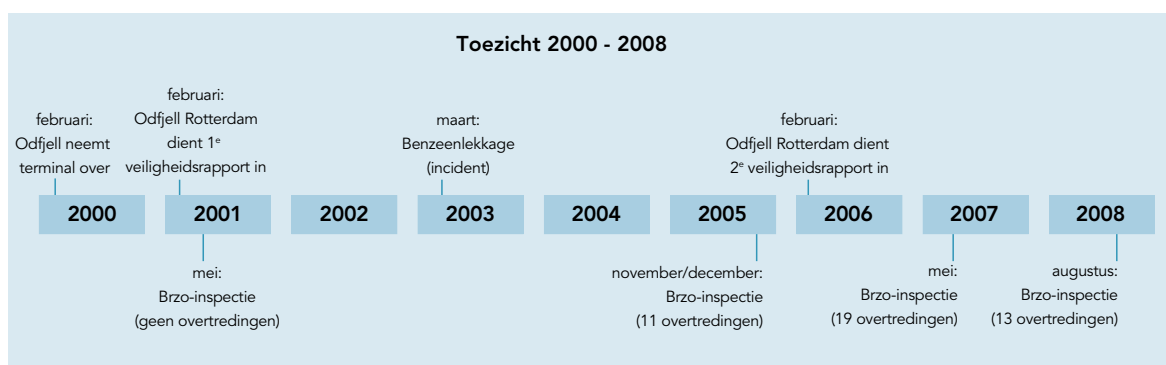 Toezicht 2000 - 2008
februari:
Odfjell neemt
terminal over
februari:
Odfjell Rotterdam
dient 1e
veiligheidsrapport in
maart:
Benzeenlekkage
(incident)
februari:
Odfjell Rotterdam dient
2e veiligheidsrapport in
2000
2001
2002
2003
2004
2005
2006
2007
2008
mei:
Brzo-inspectie
(geen overtredingen)
november/december:
Brzo-inspectie
(11 overtredingen)
mei:
Brzo-inspectie
(19 overtredingen)
augustus:
Brzo-inspectie
(13 overtredingen)